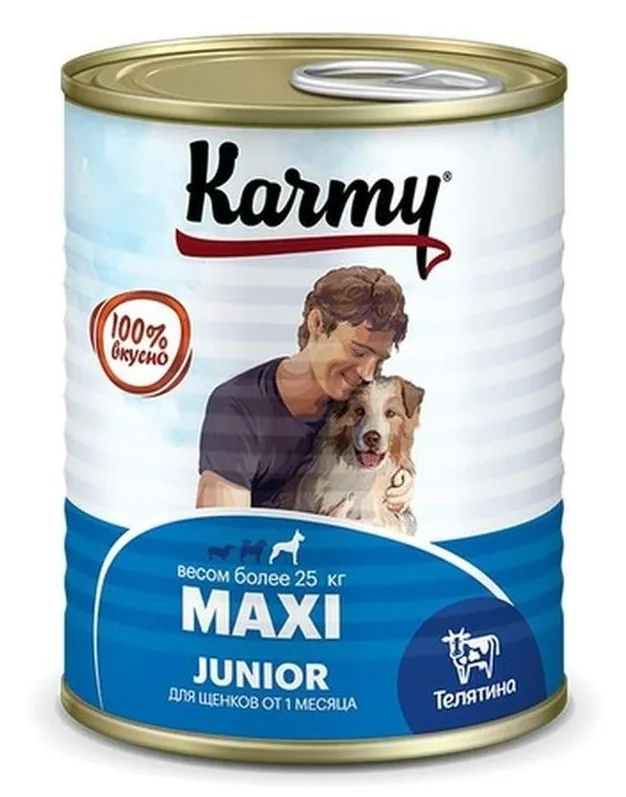 Karmy®
100%
вкусно
весом более 25 кг
MAXI
JUNIOR
ДЛЯ ЩЕНКОВ ОТ 1 МЕСЯЦА
Телятина